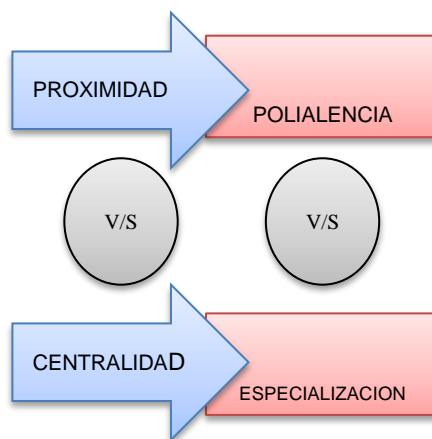 PROXIMIDAD
POLIALENCIA
V/S V/S
CENTRALIDAD
ESPECIALIZACION